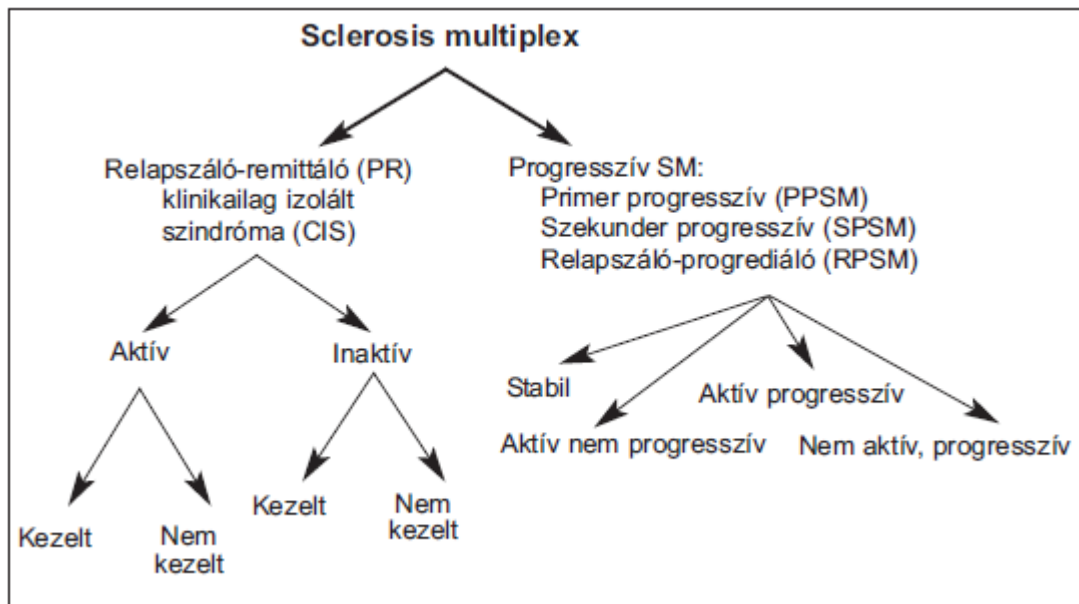 Sclerosis multiplex
Relapszáló-remittáló (PR)
klinikailag izolált
szindróma (CIS)
Progresszív SM:
Primer progresszív (PPSM)
Szekunder progresszív (SPSM)
Relapszáló-progrediáló (RPSM)
Aktív
Inaktív
Stabil
Aktív progresszív
Aktív nem progresszív
Nem aktív, progresszív
Kezelt
Nem
kezelt
Kezelt
Nem
kezelt